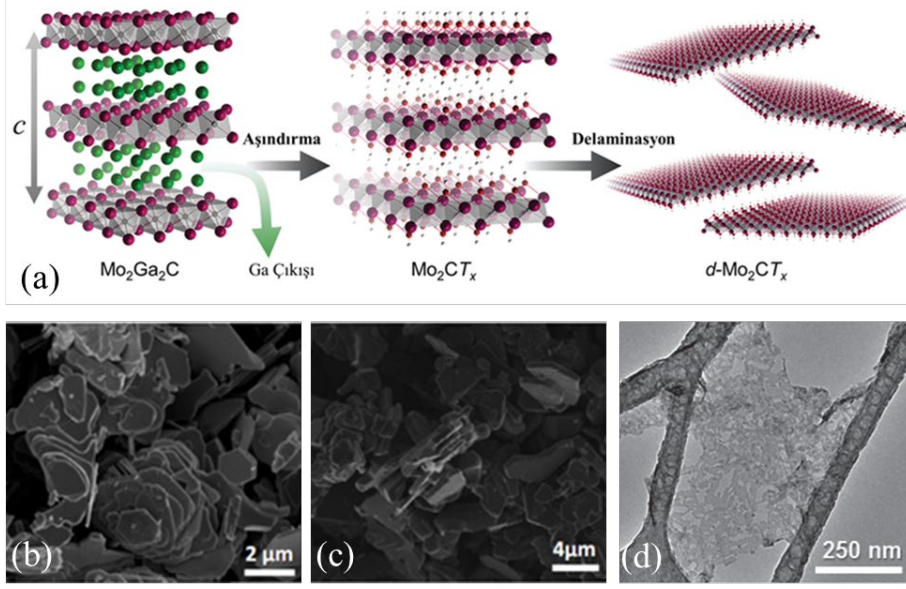 c
Aşındırma
Delaminasyon
(a)
Mo₂Ga₂C
Ga Çıkışı
Mo₂CTₓ
d-Mo₂CTₓ
(b)
2 µm
(c)
4µm
(d)
250 nm